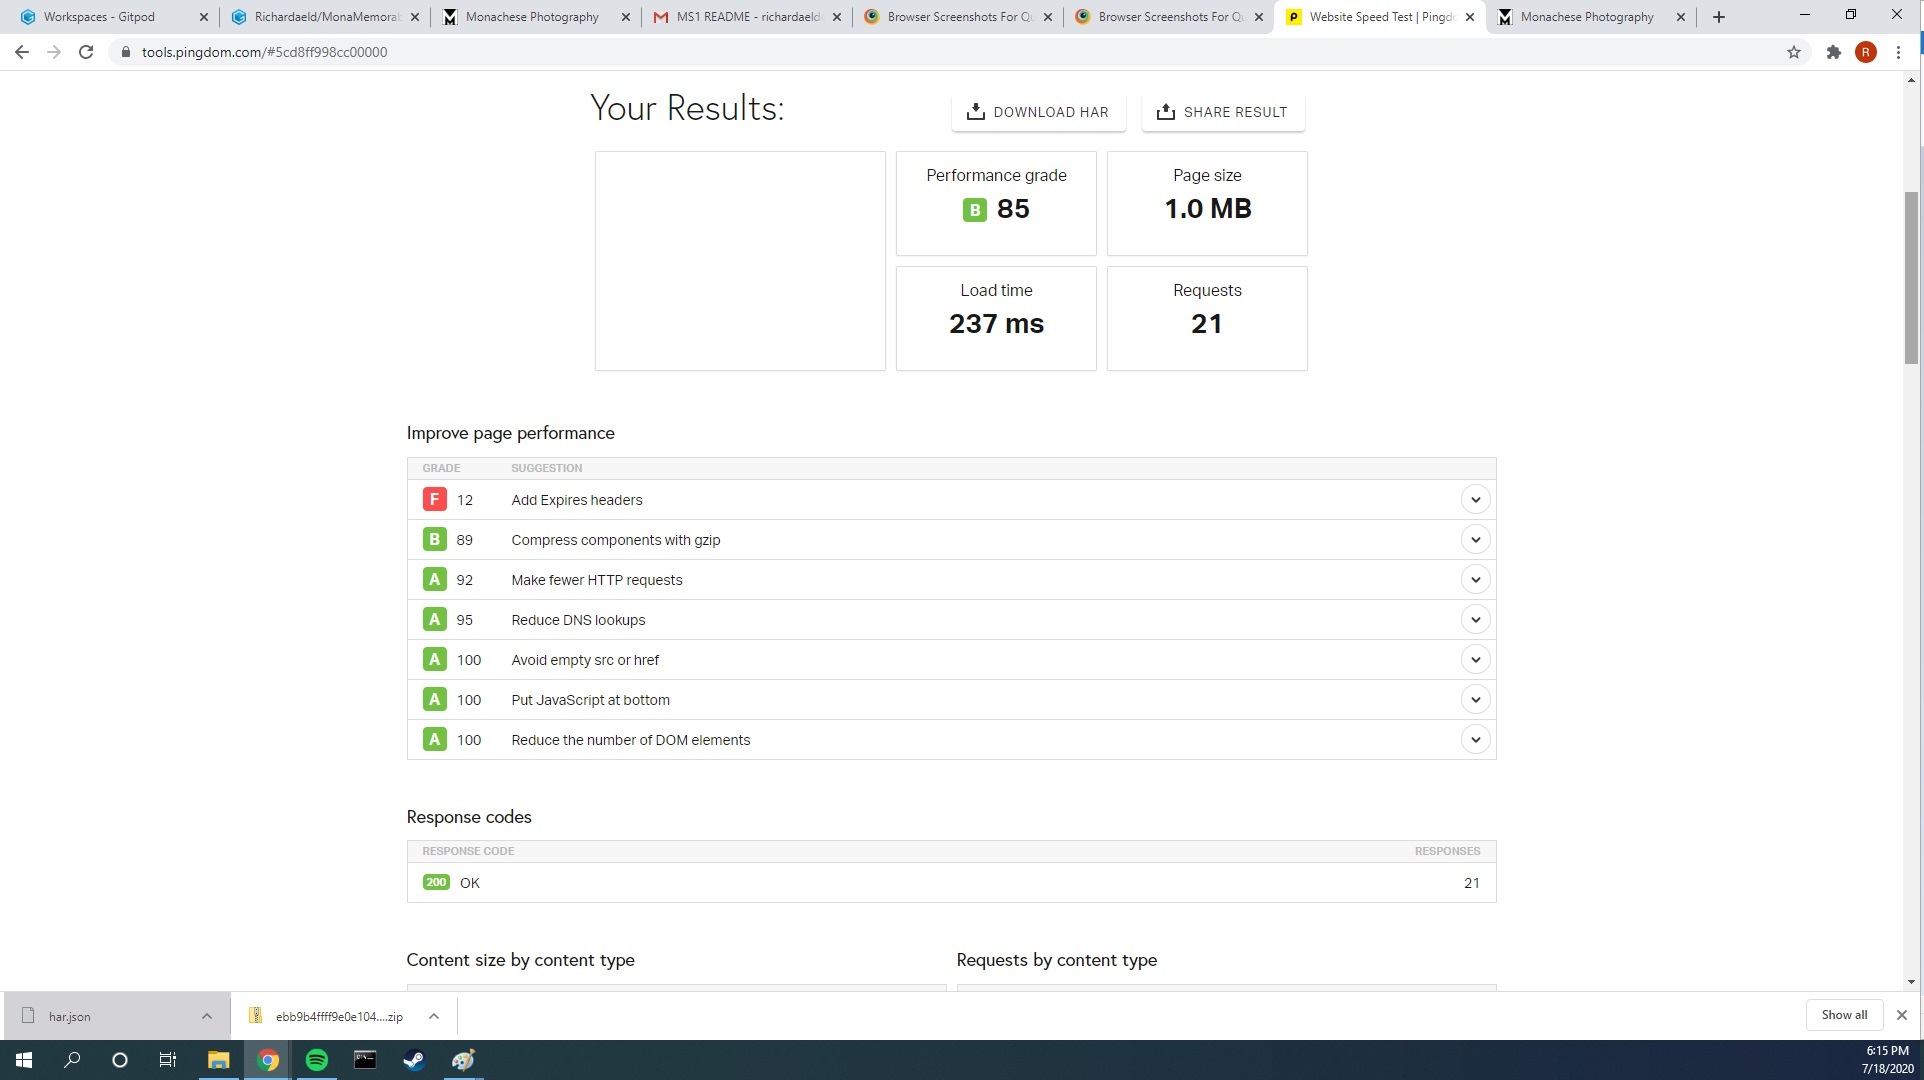 Workspaces - Gitpod
Richardaeld/MonaMemorab
Monachese Photography
MS1 README - richardaeld
Browser Screenshots For Qu
Browser Screenshots For Qu
Website Speed Test | Pingdo
Monachese Photography
tools.pingdom.com/#5cd8ff998cc00000
R
Your Results:
DOWNLOAD HAR
SHARE RESULT
Performance grade
B 85
Page size
1.0 MB
Load time
237 ms
Requests
21
Improve page performance
GRADE SUGGESTION
F 12 Add Expires headers
B 89 Compress components with gzip
A 92 Make fewer HTTP requests
A 95 Reduce DNS lookups
A 100 Avoid empty src or href
A 100 Put JavaScript at bottom
A 100 Reduce the number of DOM elements
Response codes
RESPONSE CODE RESPONSES
200 OK 21
Content size by content type
Requests by content type
har.json
ebb9b4ffff9e0e104....zip
Show all
6:15 PM
7/18/2020